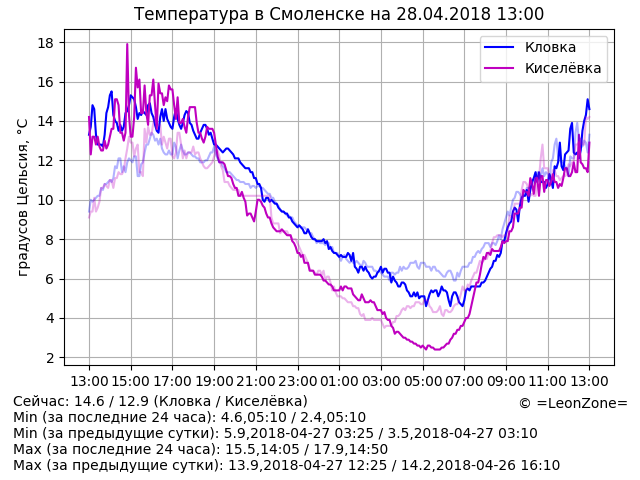 Температура в Смоленске на 28.04.2018 13:00
градусов Цельсия, °C
18
16
14
12
10
8
6
4
2
Кловка
Киселёвка
13:00 15:00 17:00 19:00 21:00 23:00 01:00 03:00 05:00 07:00 09:00 11:00 13:00
Сейчас: 14.6 / 12.9 (Кловка / Киселёвка)
© =LeonZone=
Min (за последние 24 часа): 4.6,05:10 / 2.4,05:10
Min (за предыдущие сутки): 5.9,2018-04-27 03:25 / 3.5,2018-04-27 03:10
Max (за последние 24 часа): 15.5,14:05 / 17.9,14:50
Max (за предыдущие сутки): 13.9,2018-04-27 12:25 / 14.2,2018-04-26 16:10